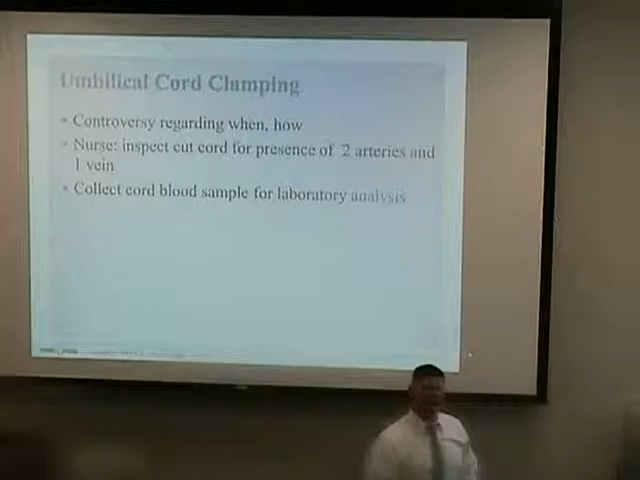 Umbilical Cord Clamping
Controversy regarding when, how
Nurse: inspect cut cord for presence of 2 arteries and
1 vein
Collect cord blood sample for laboratory analysis